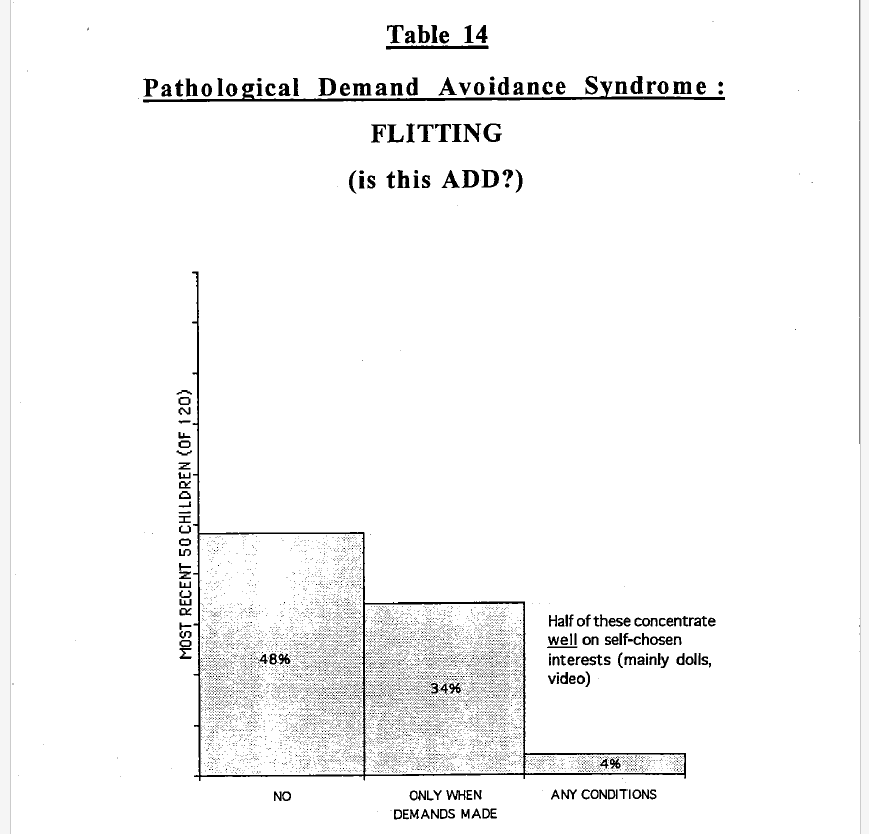 Table 14
Pathological Demand Avoidance Syndrome :
FLITTING
(is this ADD?)
MOST RECENT 50 CHILDREN (OF 120)
Half of these concentrate
well on self-chosen
interests (mainly dolls,
video)
48%
34%
4%
NO
ONLY WHEN
DEMANDS MADE
ANY CONDITIONS